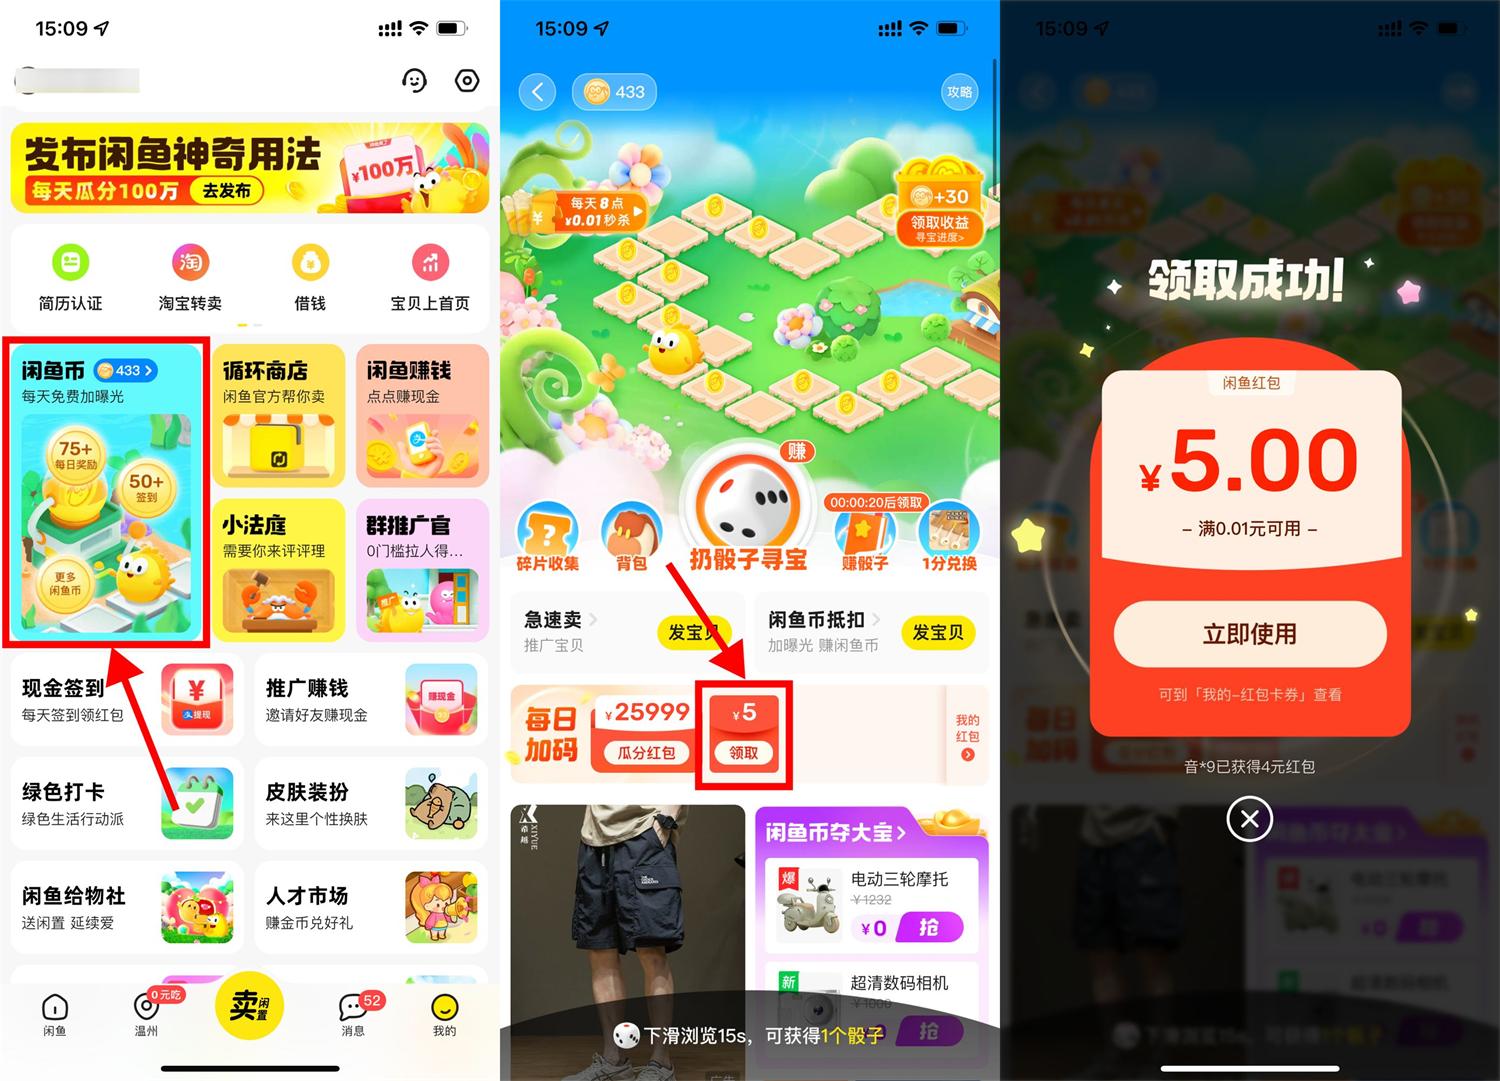 15:09
发布闲鱼神奇用法
¥100万
每天瓜分100万
去发布
简历认证
淘
淘宝转卖
借钱
宝贝上首页
闲鱼币
433
每天免费加曝光
75+
每日奖励
50+
签到
更多
闲鱼币
循环商店
闲鱼官方帮你卖
闲鱼赚钱
点点赚现金
小法庭
需要你来评评理
群推广官
0门槛拉人得...
推广
现金签到
每天签到领红包
¥
提现
推广赚钱
邀请好友赚现金
赚现金
绿色打卡
绿色生活行动派
皮肤装扮
来这里个性换肤
闲鱼给物社
送闲置 延续爱
人才市场
赚金币兑好礼
闲鱼
0元吃
温州
卖闲置
52
消息
我的
15:09
433
攻略
每天8点
¥0.01秒杀
+30
领取收益
寻宝进度>
赚
00:00:20后领取
碎片收集
背包
扔骰子寻宝
赚骰子
1分兑换
急速卖
推广宝贝
发宝贝
闲鱼币抵扣
加曝光 赚闲鱼币
发宝贝
每日
加码
¥25999
瓜分红包
¥5
领取
我的
红包
XIYUE
闲鱼币夺大宝
爆
电动三轮摩托
¥1232
¥0
抢
新
超清数码相机
¥1000
抢
下滑浏览15s，可获得1个骰子
广告
15:09
领取成功!
闲鱼红包
¥5.00
– 满0.01元可用 –
立即使用
可到「我的-红包卡券」查看
音*9已获得4元红包